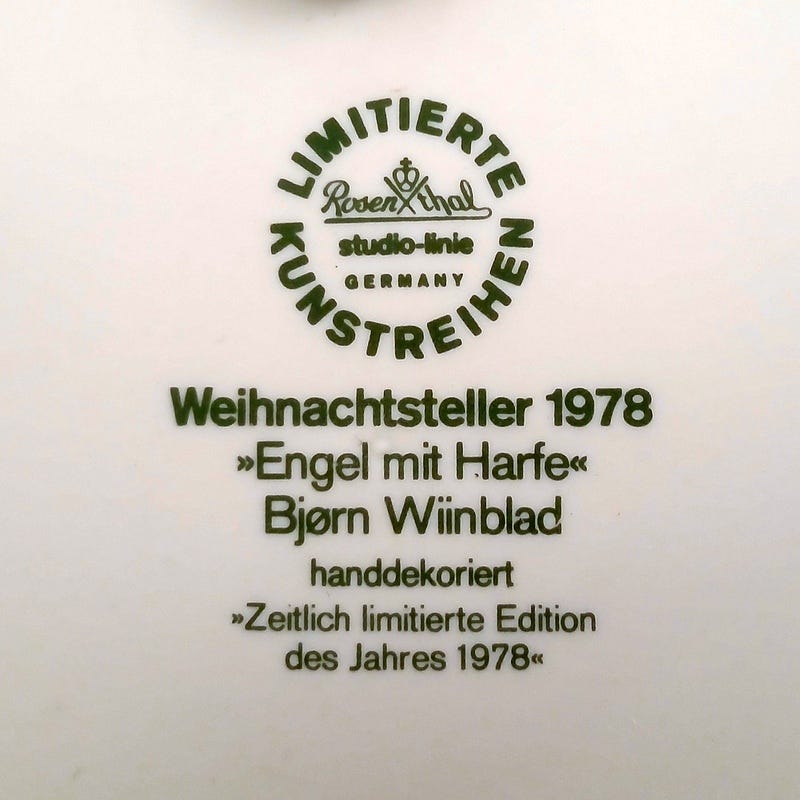 LIMITIERTE
Rosenthal
studio-linie
GERMANY
KUNSTREIHEN
Weihnachtsteller 1978
»Engel mit Harfe«
Bjørn Wiinblad
handdekoriert
»Zeitlich limitierte Edition
des Jahres 1978«